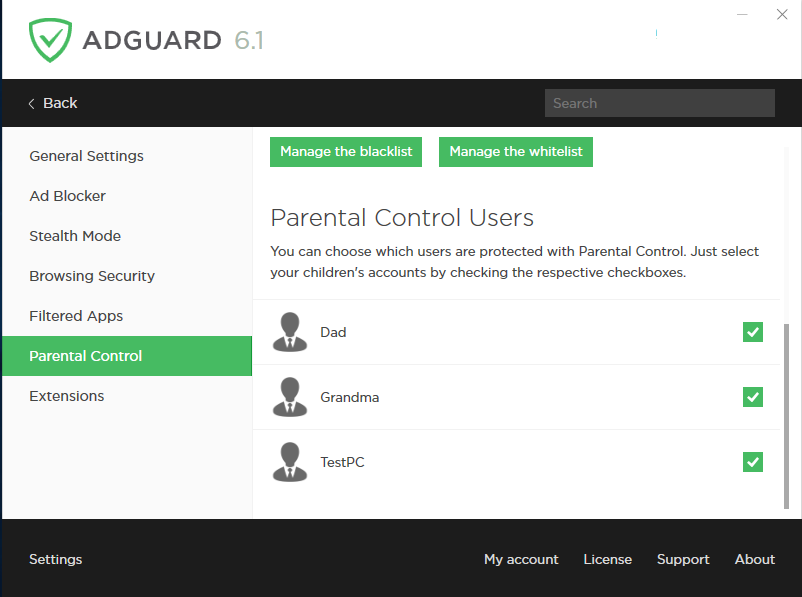 ADGUARD 6.1
Back
Search
General Settings
Ad Blocker
Stealth Mode
Browsing Security
Filtered Apps
Parental Control
Extensions
Manage the blacklist
Manage the whitelist
Parental Control Users
You can choose which users are protected with Parental Control. Just select
your children's accounts by checking the respective checkboxes.
Dad
Grandma
TestPC
Settings
My account
License
Support
About